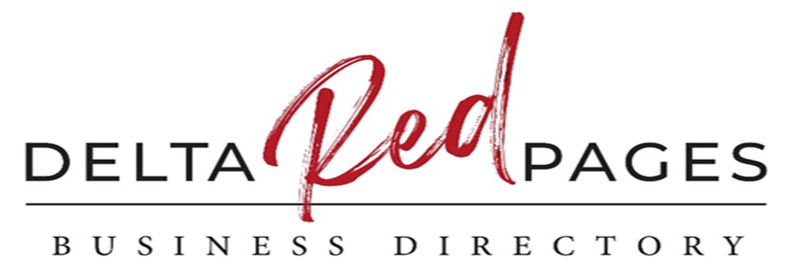 DELTA Red PAGES
BUSINESS DIRECTORY